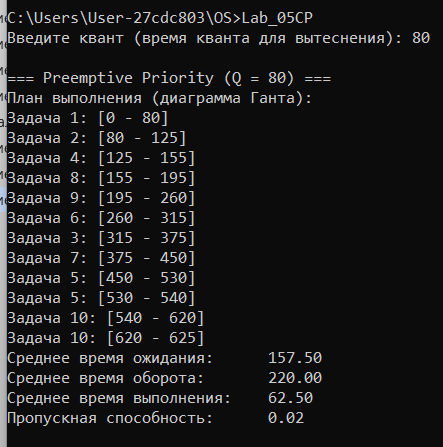 C:\Users\User-27cdc803\OS>Lab_05CP
Введите квант (время кванта для вытеснения): 80
=== Preemptive Priority (Q = 80) ===
План выполнения (диаграмма Ганта):
Задача 1: [0 - 80]
Задача 2: [80 - 125]
Задача 4: [125 - 155]
Задача 8: [155 - 195]
Задача 9: [195 - 260]
Задача 6: [260 - 315]
Задача 3: [315 - 375]
Задача 7: [375 - 450]
Задача 5: [450 - 530]
Задача 5: [530 - 540]
Задача 10: [540 - 620]
Задача 10: [620 - 625]
Среднее время ожидания: 157.50
Среднее время оборота: 220.00
Среднее время выполнения: 62.50
Пропускная способность: 0.02